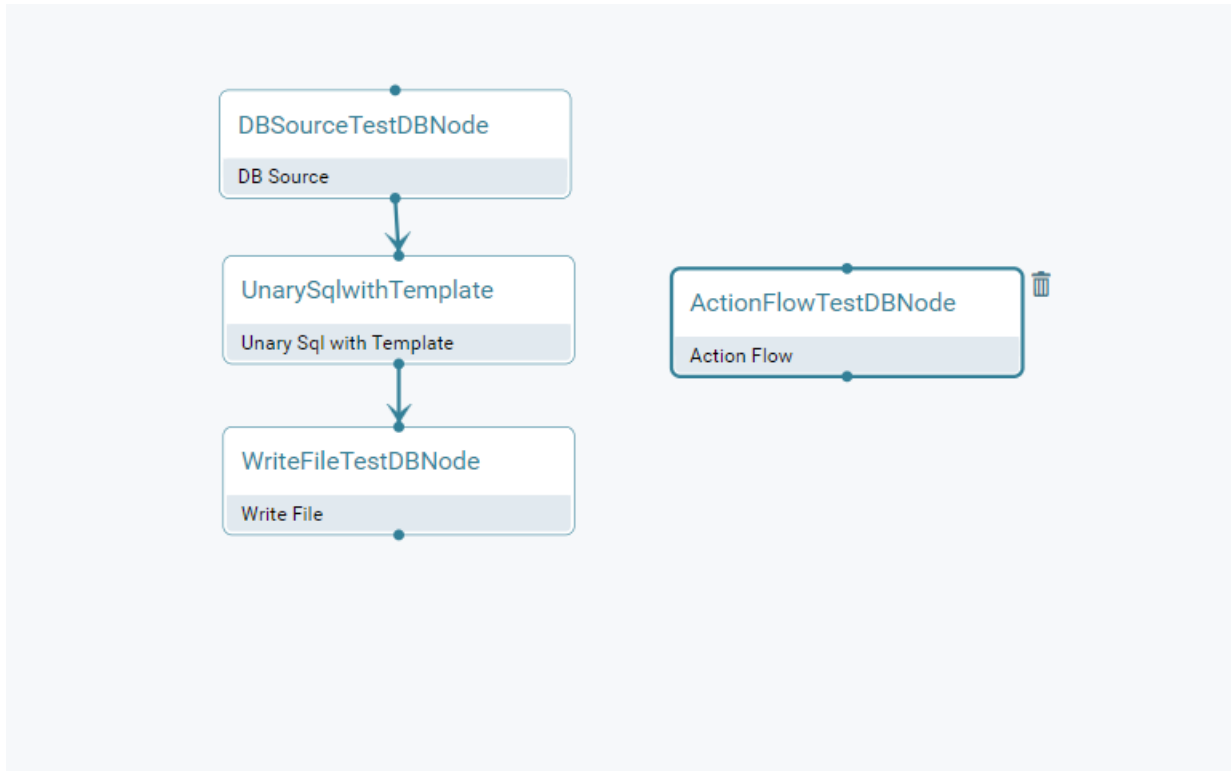 DBSourceTestDBNode
DB Source
UnarySqlwithTemplate
Unary Sql with Template
WriteFileTestDBNode
Write File
ActionFlowTestDBNode
Action Flow